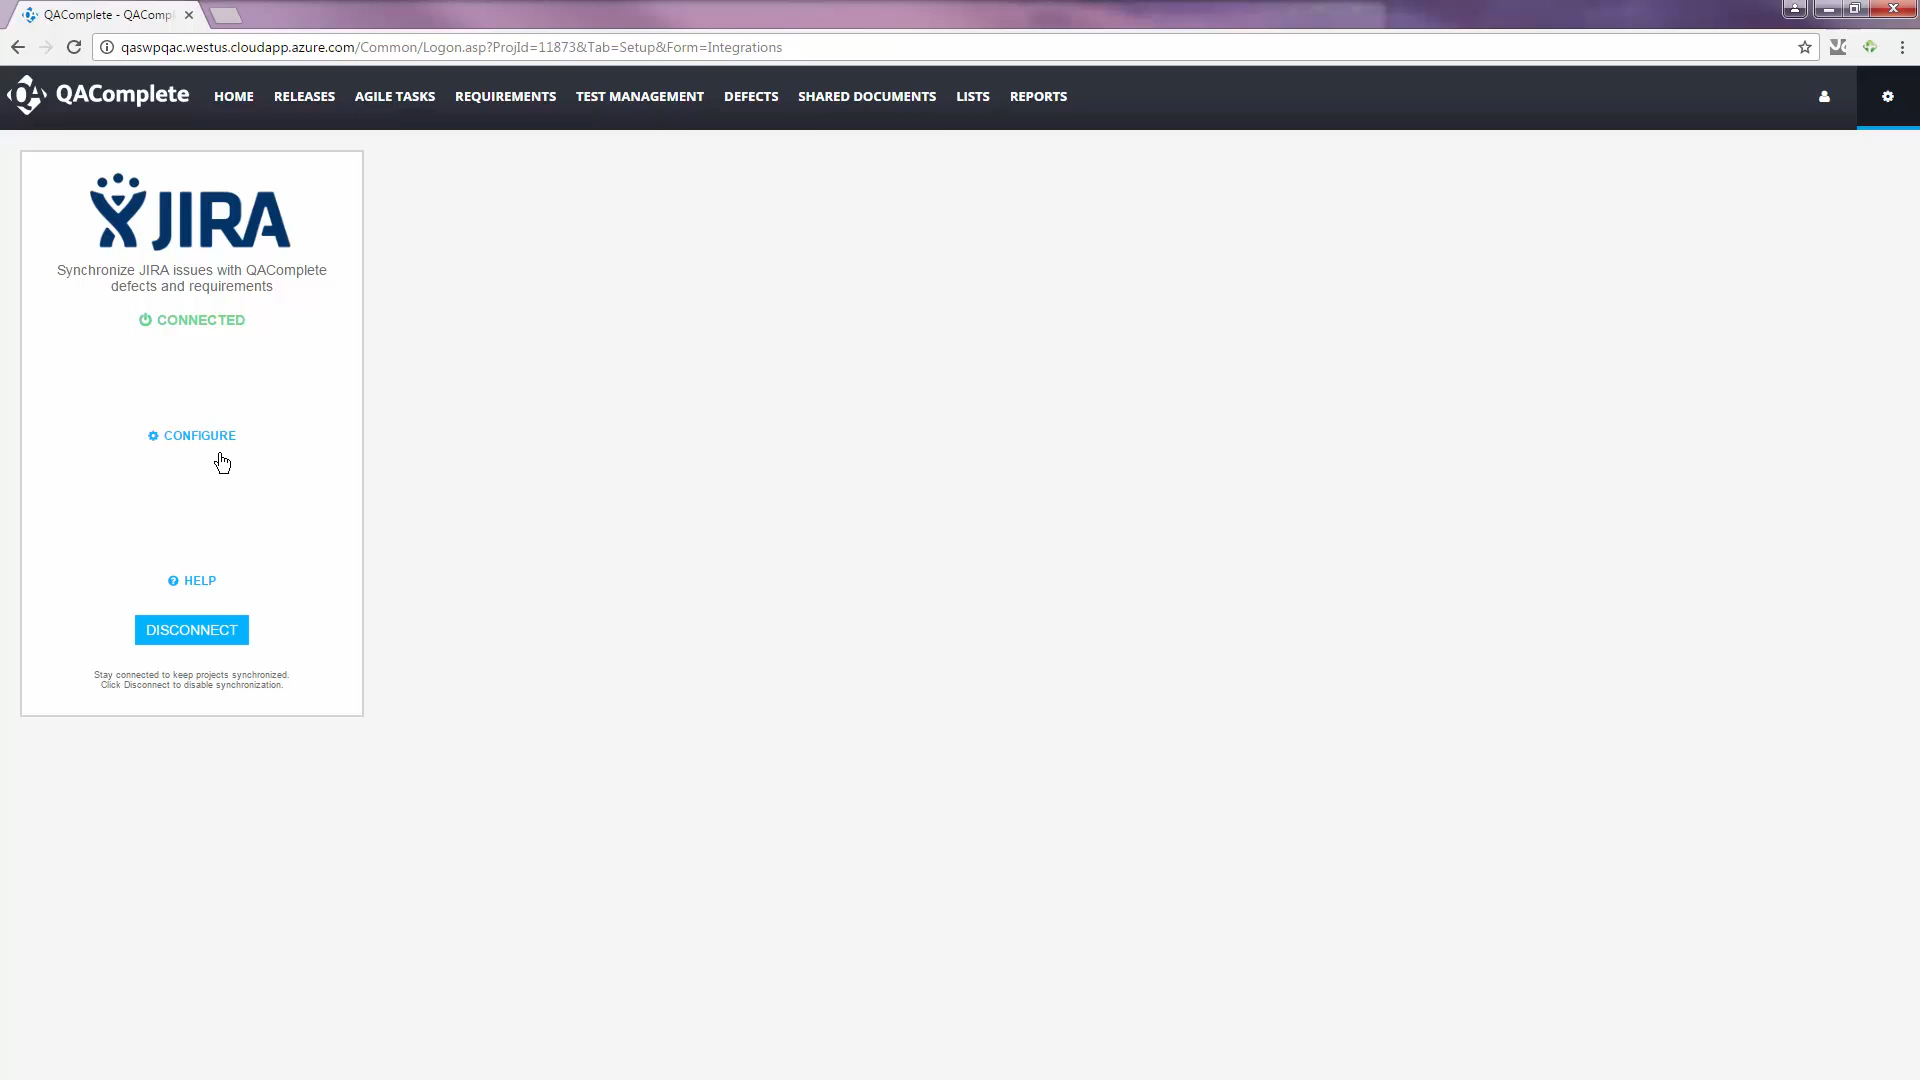 QAComplete - QAComp
qaswpqac.westus.cloudapp.azure.com/Common/Logon.asp?ProjId=11873&Tab=Setup&Form=Integrations
QAComplete HOME RELEASES AGILE TASKS REQUIREMENTS TEST MANAGEMENT DEFECTS SHARED DOCUMENTS LISTS REPORTS
JIRA
Synchronize JIRA issues with QAComplete
defects and requirements
CONNECTED
CONFIGURE
HELP
DISCONNECT
Stay connected to keep projects synchronized.
Click Disconnect to disable synchronization.